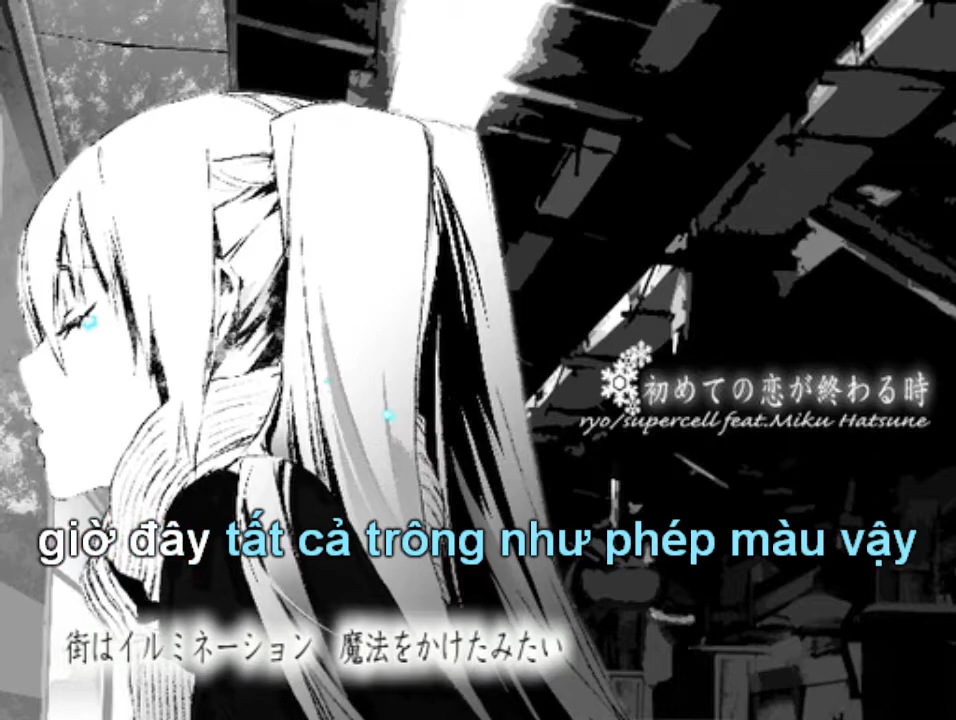 初めての恋が終わる時
ryo/supercell feat.Miku Hatsune
giờ đây tất cả trông như phép màu vậy
街はイルミネーション 魔法をかけたみたい